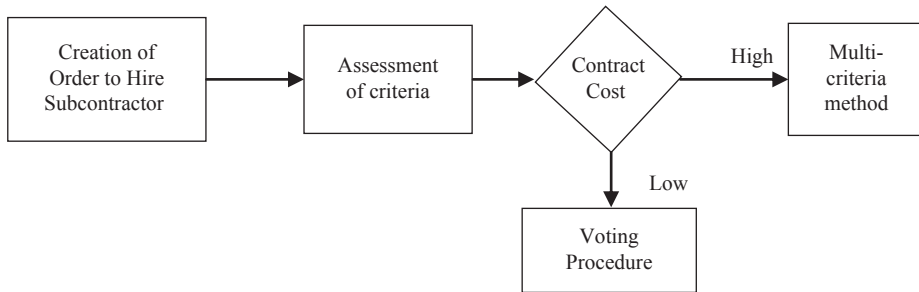 Creation of
Order to Hire
Subcontractor
Assessment
of criteria
Contract
Cost
High
Multi-
criteria
method
Low
Voting
Procedure